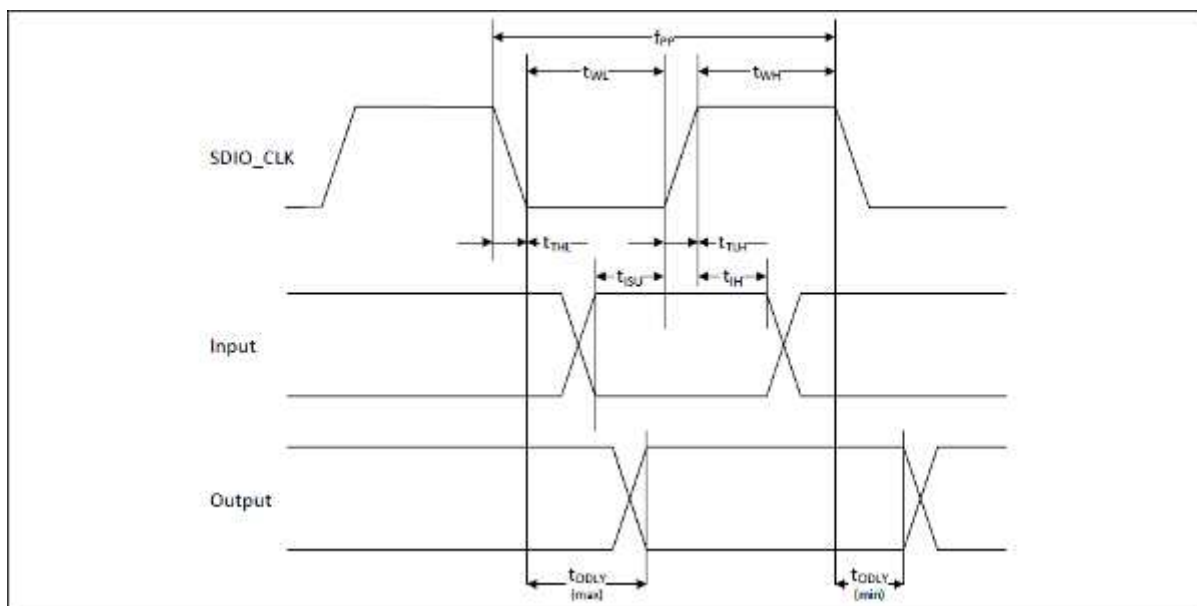 fPP
tWL
tWH
SDIO_CLK
tTHL
tTLH
tISU
tIH
Input
Output
tODLY
(max)
tODLY
(min)